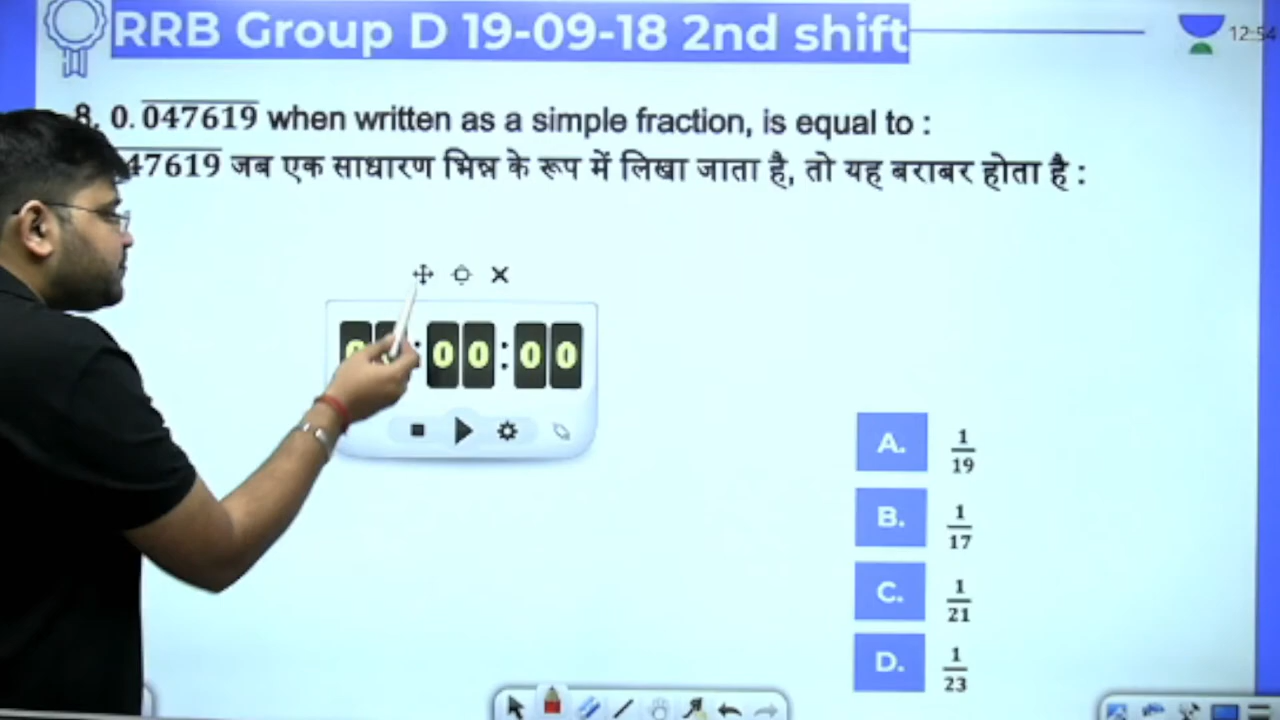 RRB Group D 19-09-18 2nd shift
12:54
8. 0. 047619 when written as a simple fraction, is equal to :
47619 जब एक साधारण भिन्न के रूप में लिखा जाता है, तो यह बराबर होता है :
:00:00
A. 1/19
B. 1/17
C. 1/21
D. 1/23